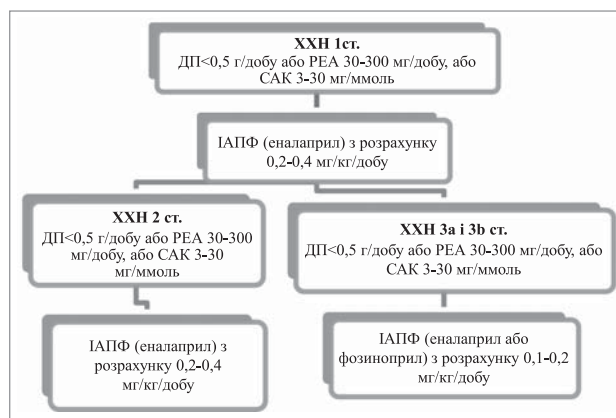 ХХН 1ст.
ДП<0,5 г/добу або РЕА 30-300 мг/добу, або
САК 3-30 мг/ммоль
ІАПФ (еналаприл) з розрахунку
0,2-0,4 мг/кг/добу
ХХН 2 ст.
ДП<0,5 г/добу або РЕА 30-300
мг/добу, або САК 3-30
мг/ммоль
ХХН 3а і 3b ст.
ДП<0,5 г/добу або РЕА 30-300 мг/добу, або
САК 3-30 мг/ммоль
ІАПФ (еналаприл) з
розрахунку 0,2-0,4
мг/кг/добу
ІАПФ (еналаприл або
фозиноприл) з розрахунку 0,1-0,2
мг/кг/добу